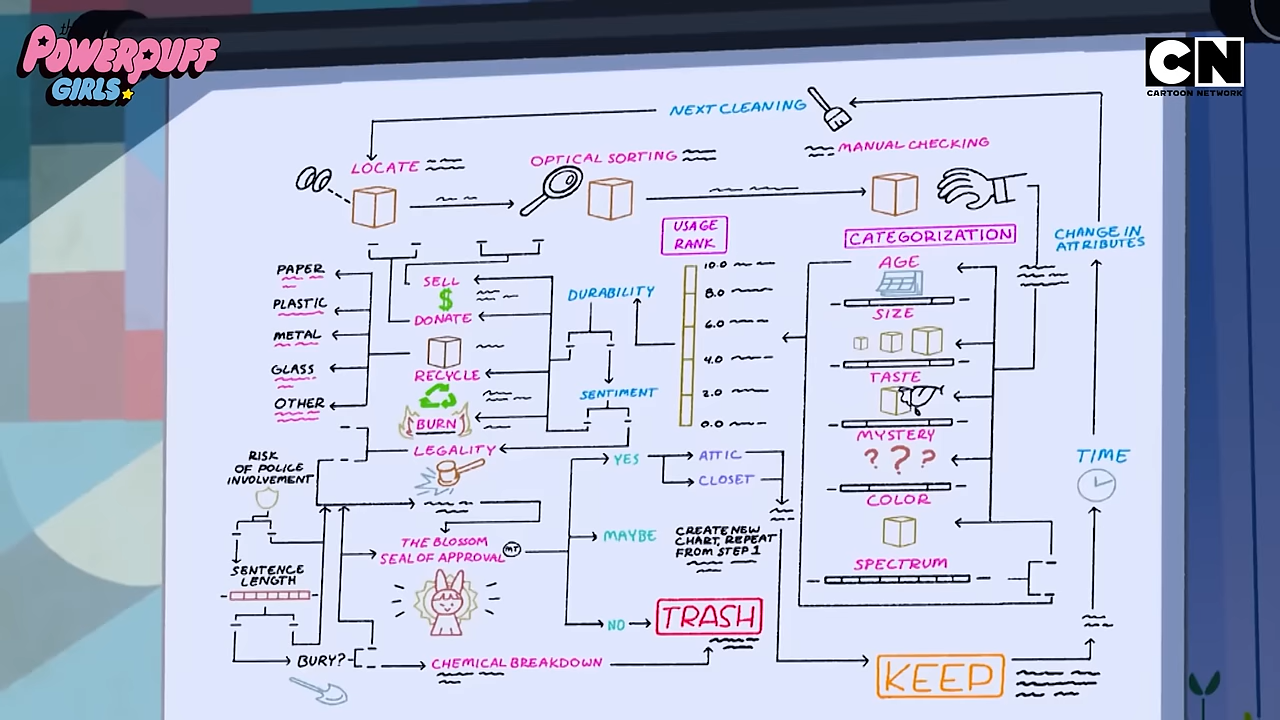 the
POWERPUFF
GIRLS
CN
CARTOON NETWORK
NEXT CLEANING
LOCATE
OPTICAL SORTING
MANUAL CHECKING
USAGE
RANK
CATEGORIZATION
CHANGE IN
ATTRIBUTES
PAPER
PLASTIC
METAL
GLASS
OTHER
SELL
$
DONATE
RECYCLE
BURN
LEGALITY
DURABILITY
SENTIMENT
10.0
8.0
6.0
4.0
2.0
0.0
AGE
SIZE
TASTE
MYSTERY
? ? ?
COLOR
SPECTRUM
TIME
RISK
OF POLICE
INVOLVEMENT
SENTENCE
LENGTH
BURY?
THE BLOSSOM
SEAL OF APPROVAL
YES
ATTIC
CLOSET
MAYBE
CREATE NEW
CHART, REPEAT
FROM STEP 1
NO
TRASH
CHEMICAL BREAKDOWN
KEEP